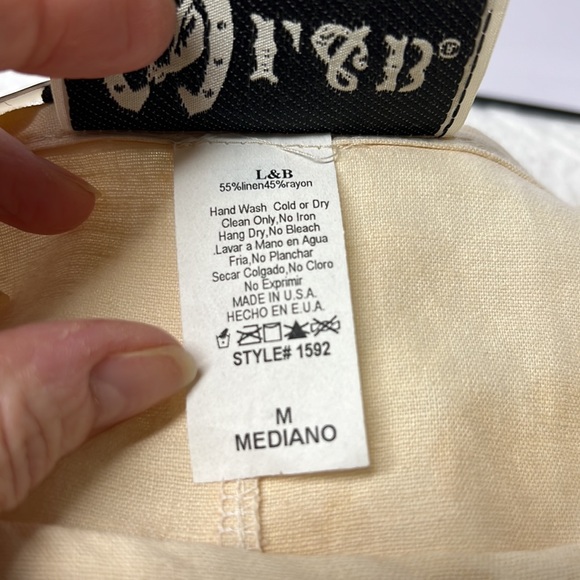 L&B®
L&B
55%linen45%rayon
Hand Wash Cold or Dry
Clean Only,No Iron
Hang Dry,No Bleach
.Lavar a Mano en Agua
Fria,No Planchar
Secar Colgado,No Cloro
No Exprimir
MADE IN U.S.A.
HECHO EN E.U.A.
STYLE# 1592
M
MEDIANO